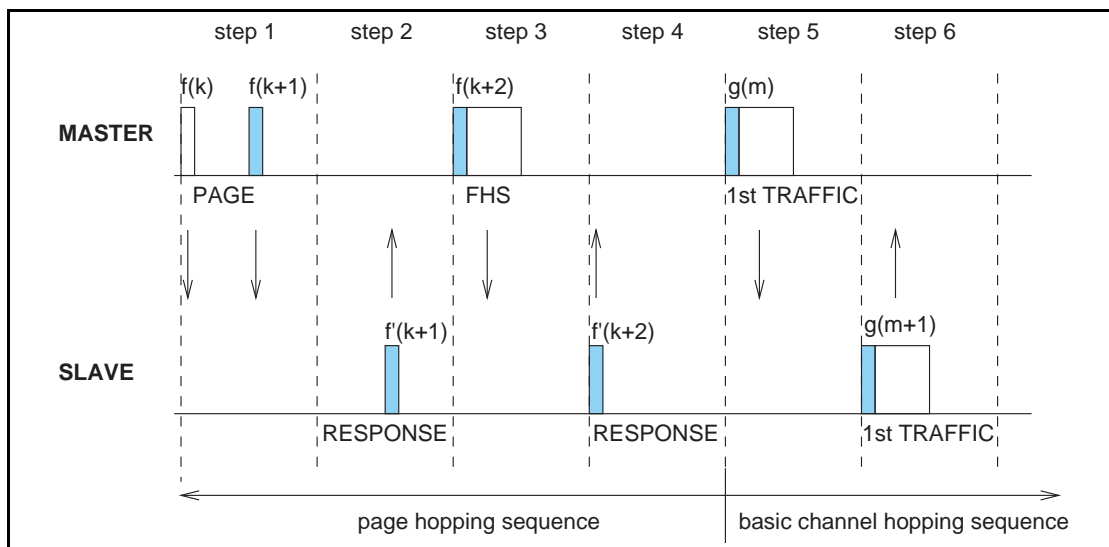 step 1 step 2 step 3 step 4 step 5 step 6
f(k) f(k+1) f(k+2) g(m)
MASTER
PAGE FHS 1st TRAFFIC
f'(k+1) f'(k+2) g(m+1)
SLAVE
RESPONSE RESPONSE 1st TRAFFIC
page hopping sequence basic channel hopping sequence